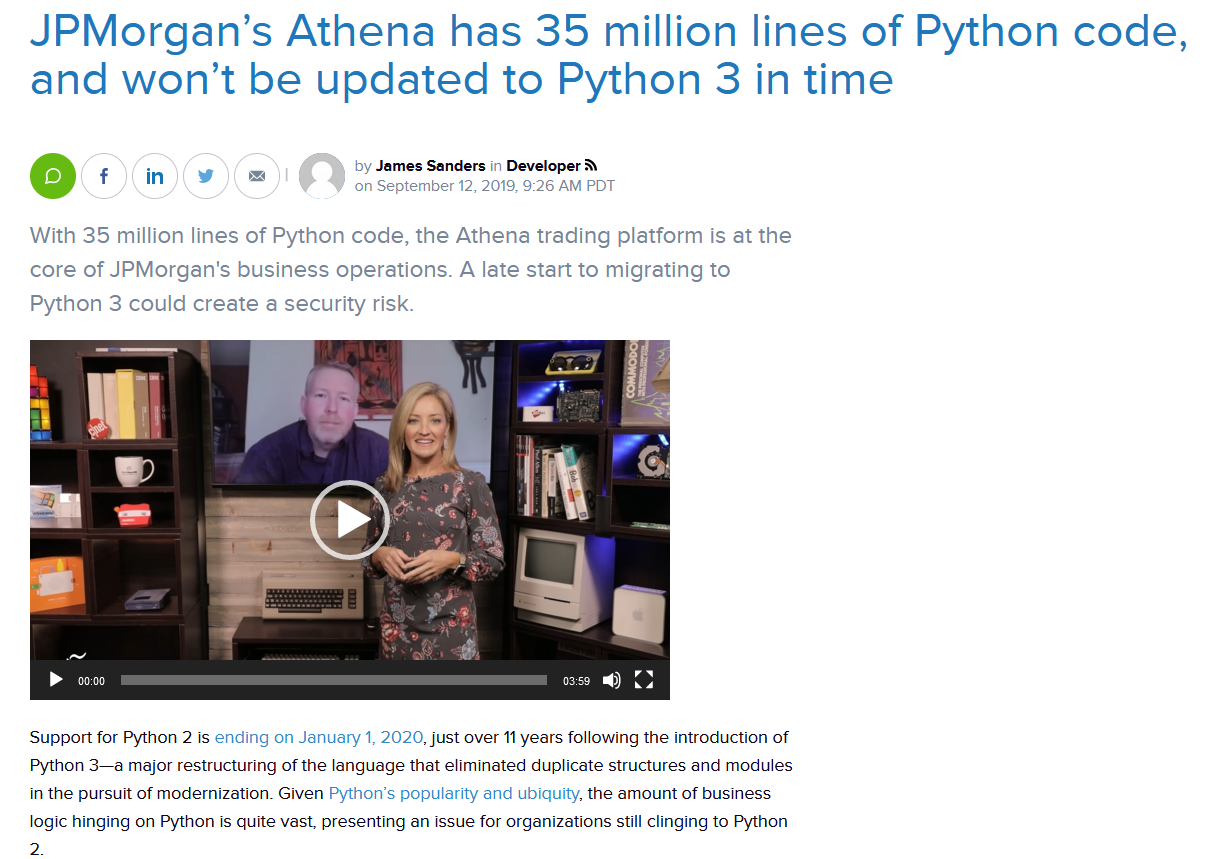 JPMorgan’s Athena has 35 million lines of Python code,
and won’t be updated to Python 3 in time
by James Sanders in Developer
on September 12, 2019, 9:26 AM PDT
With 35 million lines of Python code, the Athena trading platform is at the
core of JPMorgan's business operations. A late start to migrating to
Python 3 could create a security risk.
cnet
COMMODO
00:00
03:59
Support for Python 2 is ending on January 1, 2020, just over 11 years following the introduction of
Python 3—a major restructuring of the language that eliminated duplicate structures and modules
in the pursuit of modernization. Given Python’s popularity and ubiquity, the amount of business
logic hinging on Python is quite vast, presenting an issue for organizations still clinging to Python
2.